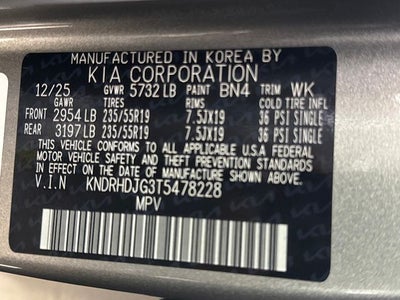 MANUFACTURED IN KOREA BY
KIA CORPORATION
12/25 GVWR 5732 LB PAINT BN4 TRIM WK
GAWR TIRES RIMS COLD TIRE INFL
FRONT 2954 LB 235/55R19 7.5JX19 36 PSI SINGLE
REAR 3197 LB 235/55R19 7.5JX19 36 PSI SINGLE
THIS VEHICLE CONFORMS TO ALL APPLICABLE U.S.A FEDERAL
MOTOR VEHICLE SAFETY AND THEFT PREVENTION STANDARDS
IN EFFECT ON THE DATE OF MANUFACTURE SHOWN ABOVE.
V.I.N KNDRHDJG3T5478228
MPV